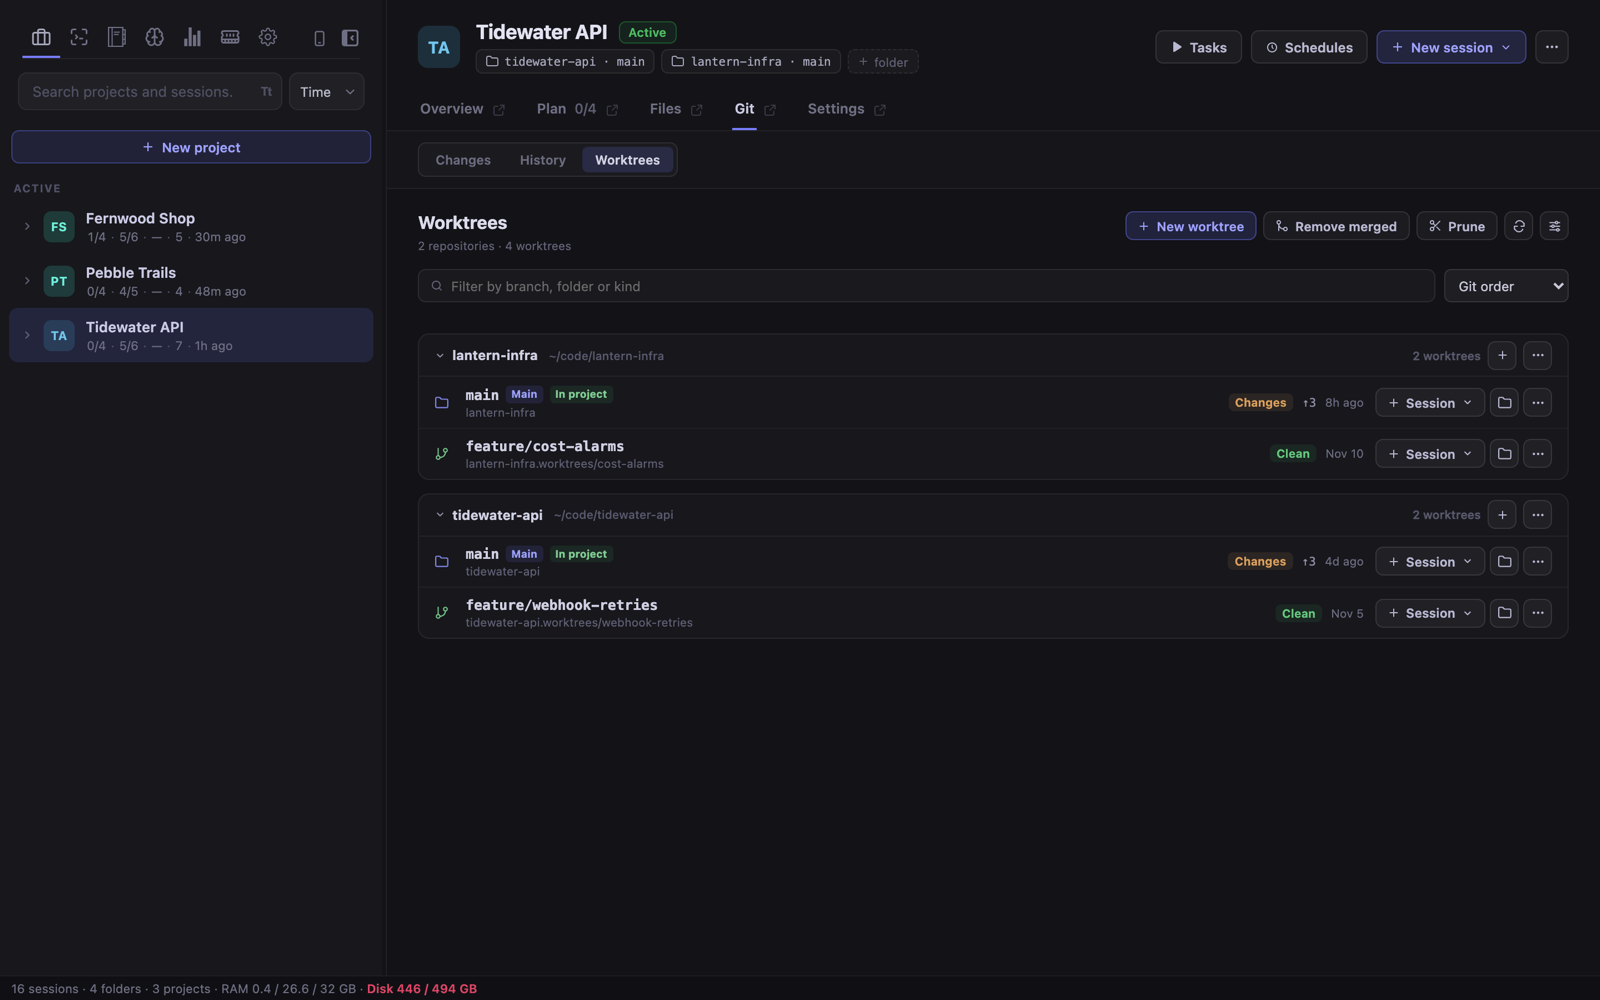 Search projects and sessions.
Tt
Time
+ New project
ACTIVE
FS
Fernwood Shop
1/4 · 5/6 · — · 5 · 30m ago
PT
Pebble Trails
0/4 · 4/5 · — · 4 · 48m ago
TA
Tidewater API
0/4 · 5/6 · — · 7 · 1h ago
TA
Tidewater API
Active
tidewater-api · main
lantern-infra · main
+ folder
Tasks
Schedules
+ New session
Overview
Plan 0/4
Files
Git
Settings
Changes
History
Worktrees
Worktrees
2 repositories · 4 worktrees
+ New worktree
Remove merged
Prune
Filter by branch, folder or kind
Git order
lantern-infra ~/code/lantern-infra
2 worktrees
+
main Main In project
lantern-infra
Changes ↑3 8h ago
+ Session
feature/cost-alarms
lantern-infra.worktrees/cost-alarms
Clean Nov 10
+ Session
tidewater-api ~/code/tidewater-api
2 worktrees
+
main Main In project
tidewater-api
Changes ↑3 4d ago
+ Session
feature/webhook-retries
tidewater-api.worktrees/webhook-retries
Clean Nov 5
+ Session
16 sessions · 4 folders · 3 projects · RAM 0.4 / 26.6 / 32 GB · Disk 446 / 494 GB